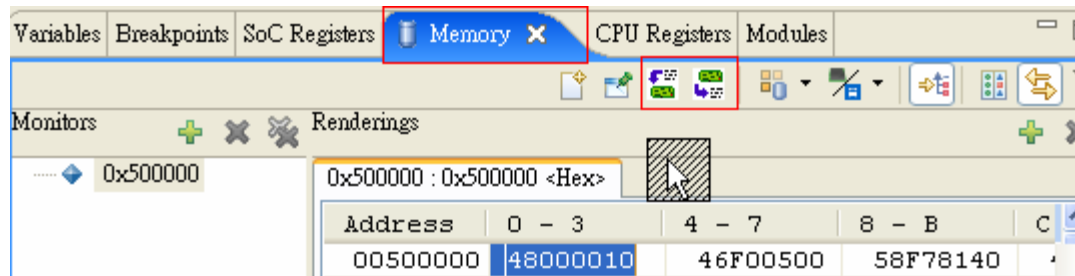 Variables Breakpoints SoC Registers Memory CPU Registers Modules
Monitors Renderings
0x500000 0x500000 : 0x500000 <Hex>
Address 0 - 3 4 - 7 8 - B C
00500000 48000010 46F00500 58F78140